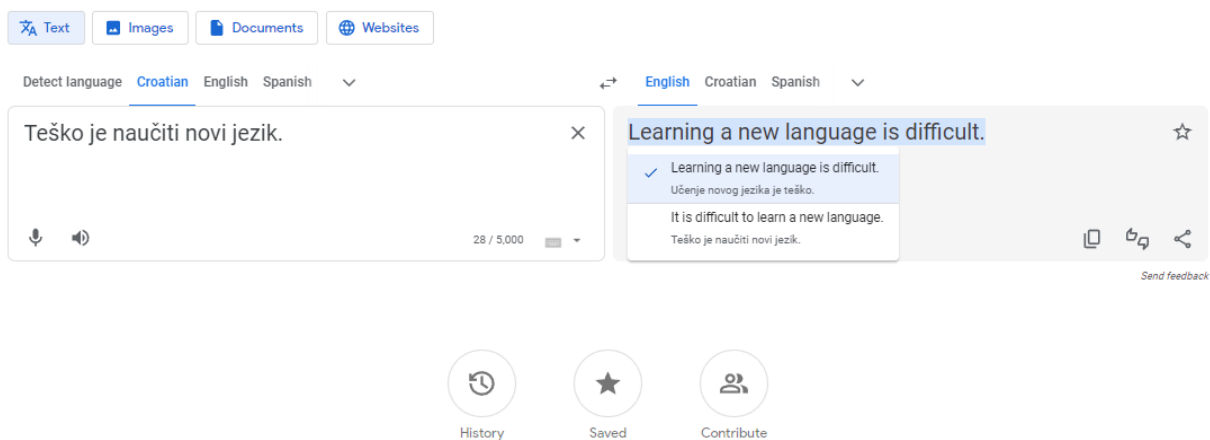 Text Images Documents Websites
Detect language Croatian English Spanish
English Croatian Spanish
Teško je naučiti novi jezik.
28 / 5,000
Learning a new language is difficult.
Learning a new language is difficult.
Učenje novog jezika je teško.
It is difficult to learn a new language.
Teško je naučiti novi jezik.
Send feedback
History Saved Contribute